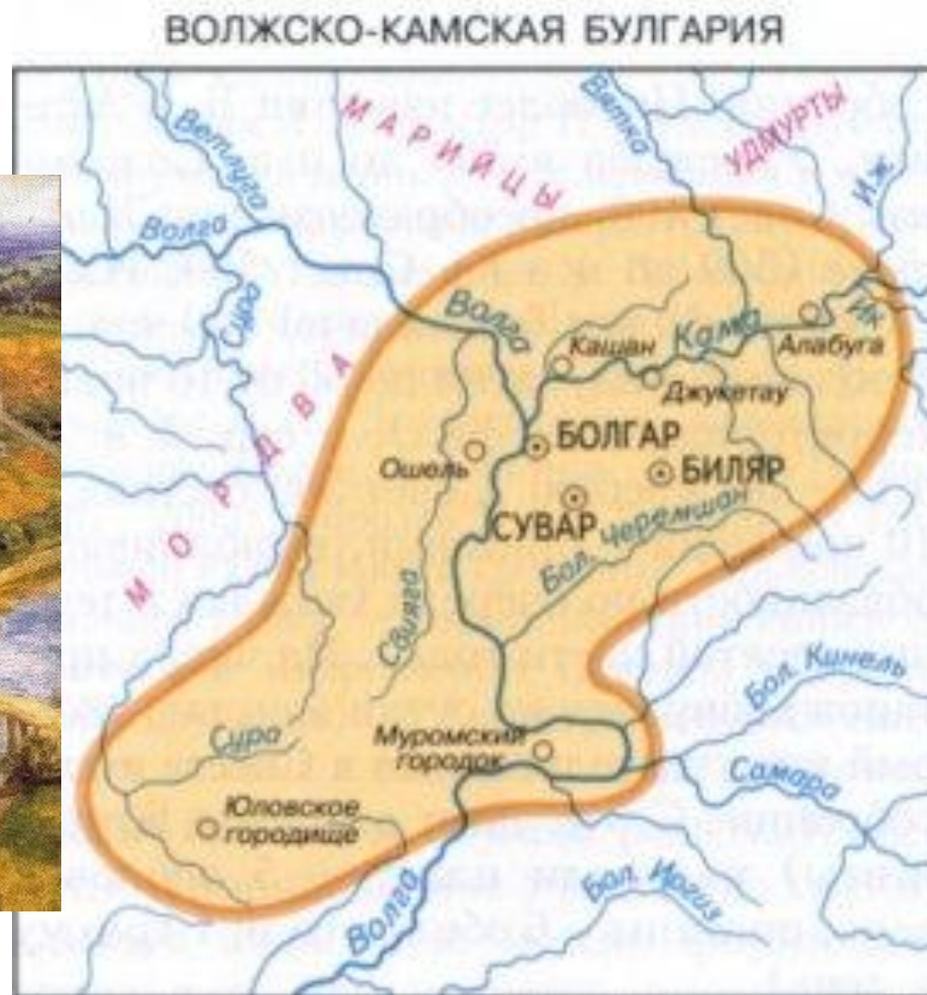 ВОЛЖСКО-КАМСКАЯ БУЛГАРИЯ
МАРИЙЦЫ
УДМУРТЫ
Вятка
Ветлуга
Иж
Волга
Сура
Волга
Кама
Ик
Кашан
Алабуга
Джукетау
МОРДВА
БОЛГАР
Ошель
БИЛЯР
СУВАР
Бол. Черемшан
Свияга
Бол. Кинель
Сура
Муромский
городок
Самара
Юловское
городище
Бол. Иргиз
Волга